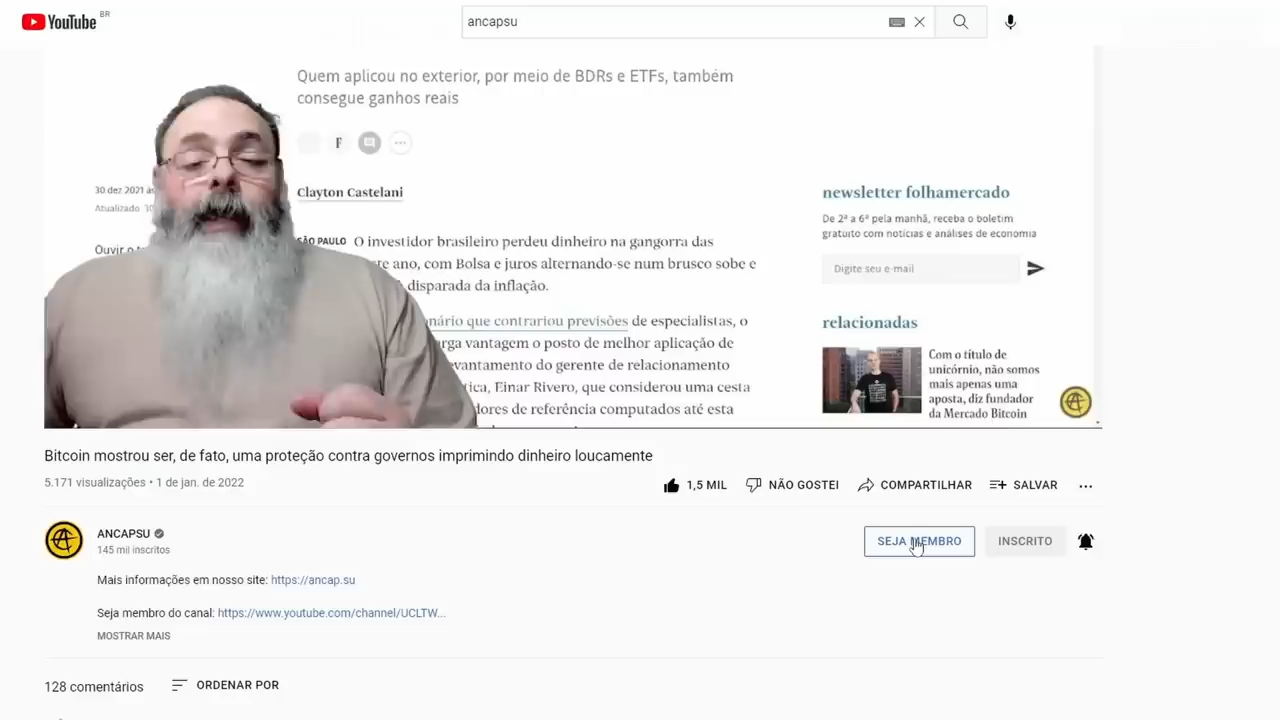 YouTube BR
ancapsu
Quem aplicou no exterior, por meio de BDRs e ETFs, também
consegue ganhos reais
F
Clayton Castelani
30 dez 2021
Atualizado
Ouvir o
SÃO PAULO O investidor brasileiro perdeu dinheiro na gangorra das
ano, com Bolsa e juros alternando-se num brusco sobe e
disparada da inflação.
que contrariou previsões de especialistas, o
vantagem o posto de melhor aplicação de
levantamento do gerente de relacionamento
Einar Rivero, que considerou uma cesta
de referência computados até esta
newsletter folhamercado
De 2ª a 6ª pela manhã, receba o boletim
gratuito com notícias e análises de economia
Digite seu e-mail
relacionadas
Com o título de
unicórnio, não somos
mais apenas uma
aposta, diz fundador
da Mercado Bitcoin
Bitcoin mostrou ser, de fato, uma proteção contra governos imprimindo dinheiro loucamente
5.171 visualizações • 1 de jan. de 2022
1,5 MIL NÃO GOSTEI COMPARTILHAR SALVAR ...
ANCAPSU
145 mil inscritos
SEJA MEMBRO INSCRITO
Mais informações em nosso site: https://ancap.su
Seja membro do canal: https://www.youtube.com/channel/UCLTW...
MOSTRAR MAIS
128 comentários ORDENAR POR